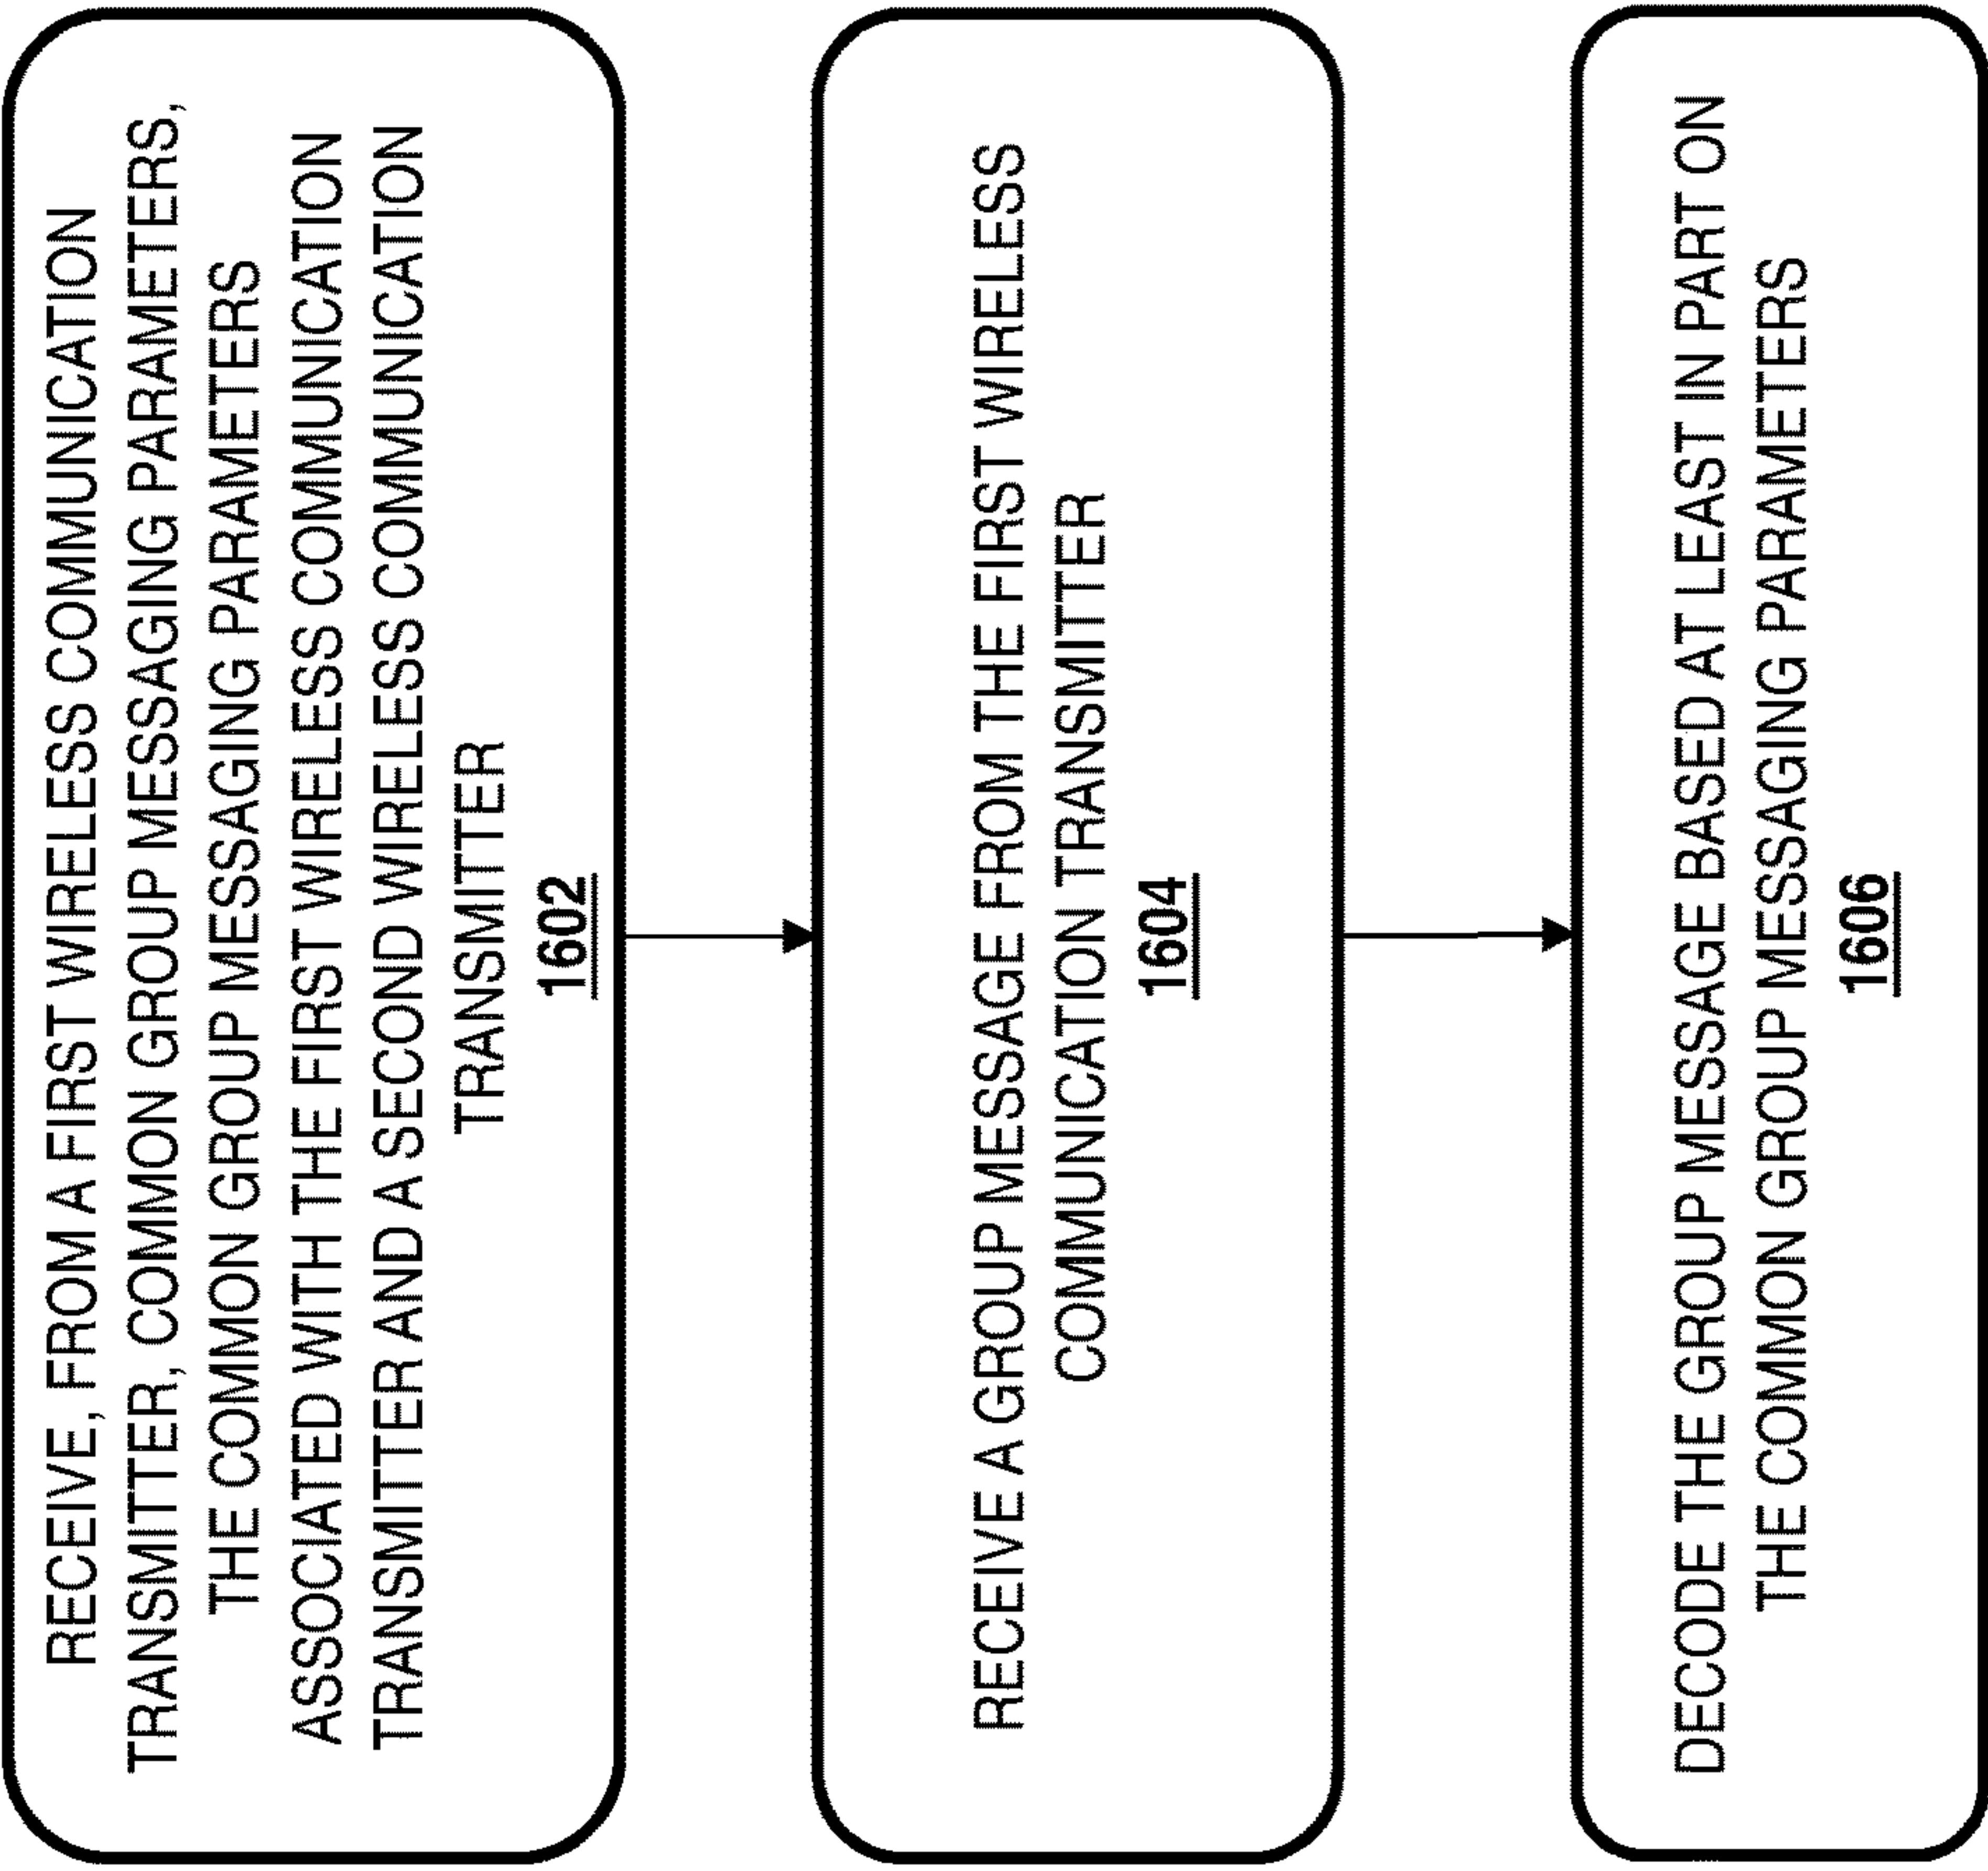 RECEIVE, FROM A FIRST WIRELESS COMMUNICATION
TRANSMITTER, COMMON GROUP MESSAGING PARAMETERS,
THE COMMON GROUP MESSAGING PARAMETERS
ASSOCIATED WITH THE FIRST WIRELESS COMMUNICATION
TRANSMITTER AND A SECOND WIRELESS COMMUNICATION
TRANSMITTER
1602
RECEIVE A GROUP MESSAGE FROM THE FIRST WIRELESS
COMMUNICATION TRANSMITTER
1604
DECODE THE GROUP MESSAGE BASED AT LEAST IN PART ON
THE COMMON GROUP MESSAGING PARAMETERS
1606